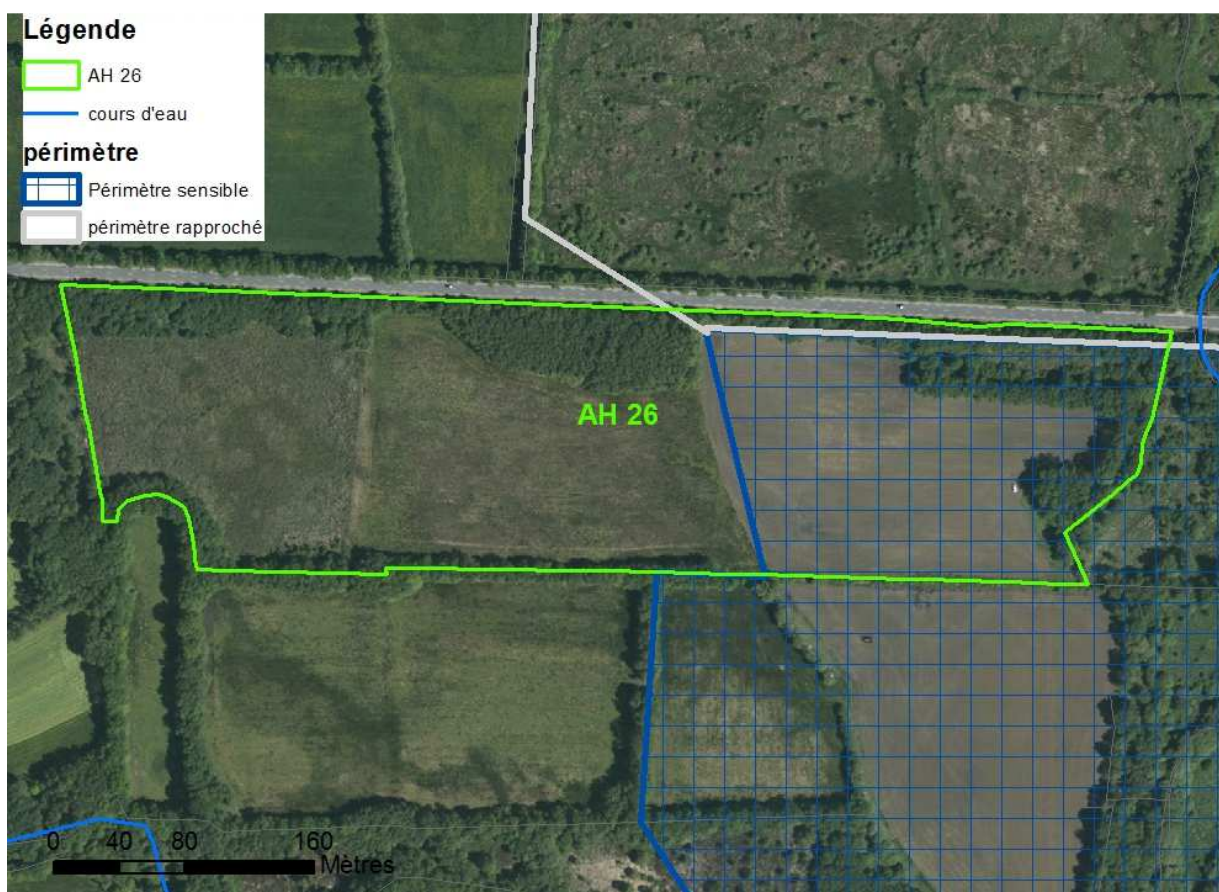 Légende
AH 26
cours d'eau
périmètre
Périmètre sensible
périmètre rapproché
AH 26
0 40 80 160
Mètres